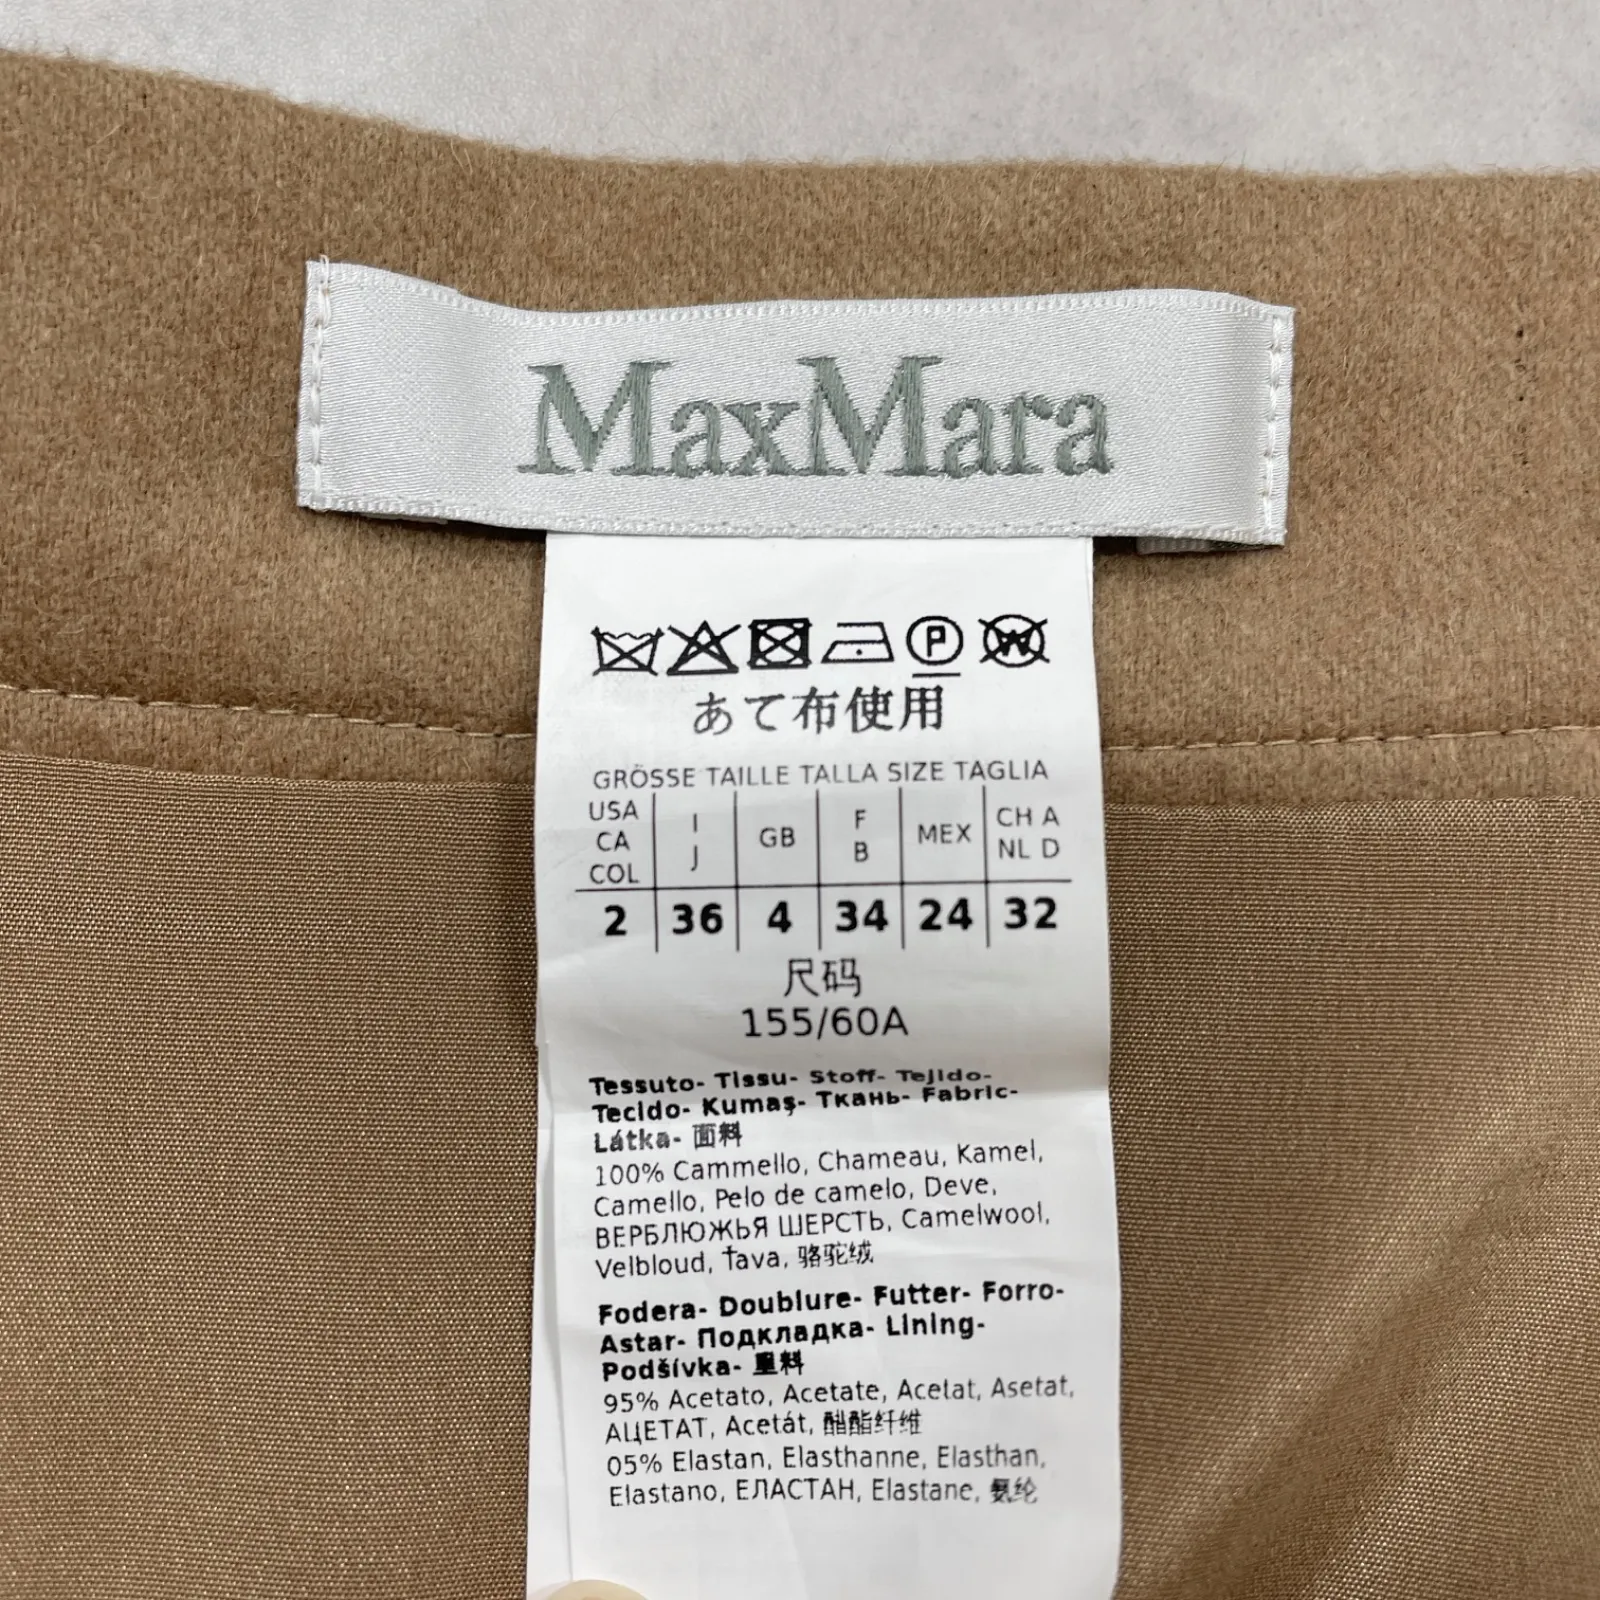 MaxMara
P W
あて布使用
GRÖSSE TAILLE TALLA SIZE TAGLIA
USA CA COL | I J | GB | F B | MEX | CH A NL D
2 | 36 | 4 | 34 | 24 | 32
尺码
155/60A
Tessuto- Tissu- Stoff- Tejido-
Tecido- Kumaş- Ткань- Fabric-
Látka- 面料
100% Cammello, Chameau, Kamel,
Camello, Pelo de camelo, Deve,
ВЕРБЛЮЖЬЯ ШЕРСТЬ, Camelwool,
Velbloud, Ťava, 骆驼绒
Fodera- Doublure- Futter- Forro-
Astar- Подкладка- Lining-
Podšívka- 里料
95% Acetato, Acetate, Acelat, Asetat,
АЦЕТАТ, Acetát, 醋酯纤维
05% Elastan, Elasthanne, Elasthan,
Elastano, ЕЛАСТАН, Elastane, 氨纶